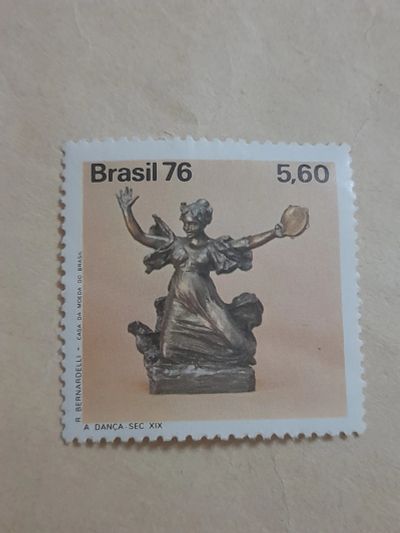 Brasil 76 5,60
R. BERNARDELLI - CASA DA MOEDA DO BRASIL
A DANÇA-SEC XIX